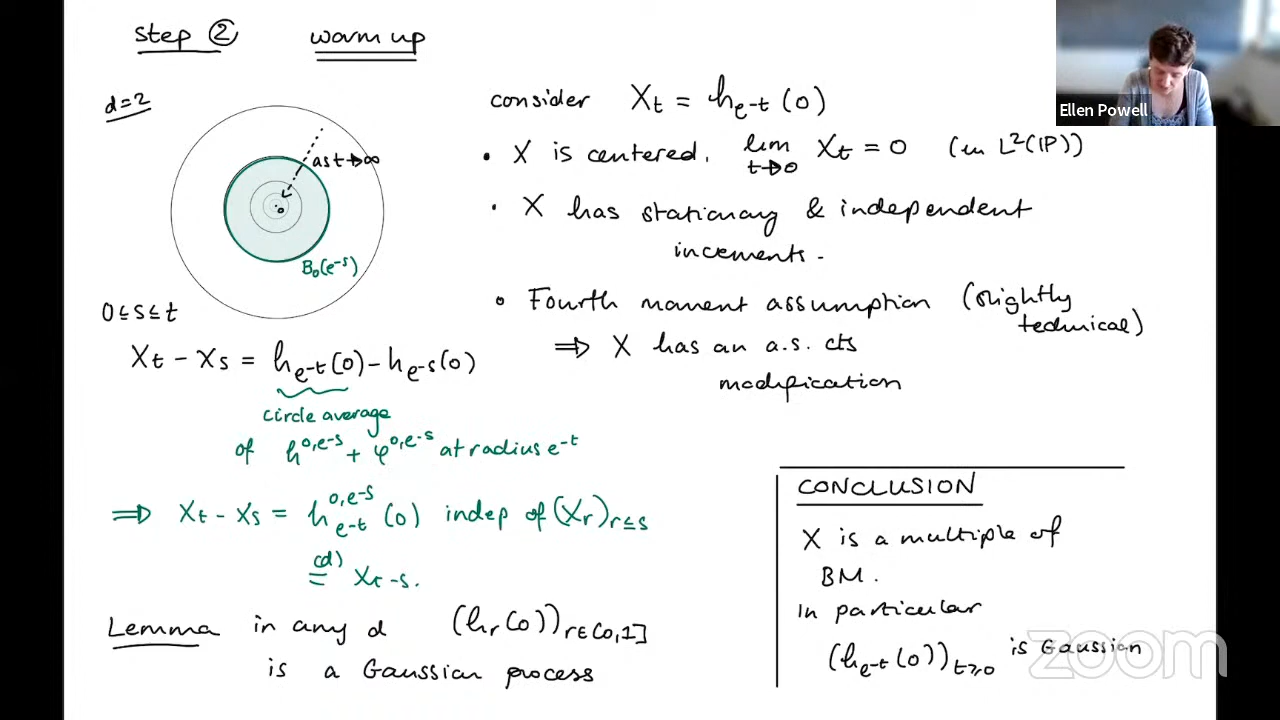 Step ② warm up
d=2
as t→∞
B₀(e⁻ˢ)
0≤s≤t
Xₜ - Xₛ = h_{e^{-t}}(0) - h_{e^{-s}}(0)
circle average
of h^{0,e^{-s}} + φ^{0,e^{-s}} at radius e^{-t}
⟹ Xₜ - Xₛ = h^{0,e^{-s}}_{e^{-t}}(0) indep of (X_r)_{r≤s}
(d)
= X_{t-s}.
Lemma in any d (h_r(0))_{r∈(0,1]}
is a Gaussian process
consider Xₜ = h_{e^{-t}}(0)
• X is centered, lim_{t→0} Xₜ = 0 (in L²(ℙ))
• X has stationary & independent
increments.
• Fourth moment assumption (slightly
technical)
⟹ X has an a.s. cts
modification
CONCLUSION
X is a multiple of
BM.
In particular
(h_{e^{-t}}(0))_{t≥0} is Gaussian
Ellen Powell
zoom